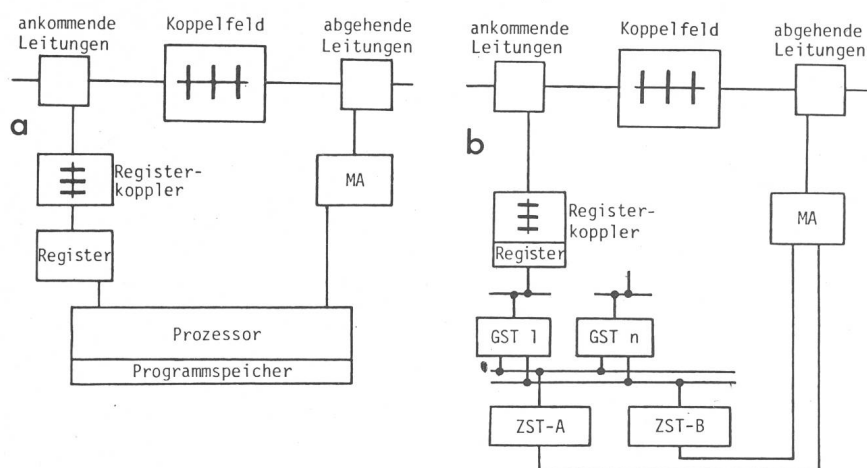 ankommende
Leitungen
Koppelfeld
abgehende
Leitungen
a
Register-
koppler
MA
Register
Prozessor
Programmspeicher
ankommende
Leitungen
Koppelfeld
abgehende
Leitungen
b
Register-
koppler
Register
MA
GST 1
GST n
ZST-A
ZST-B